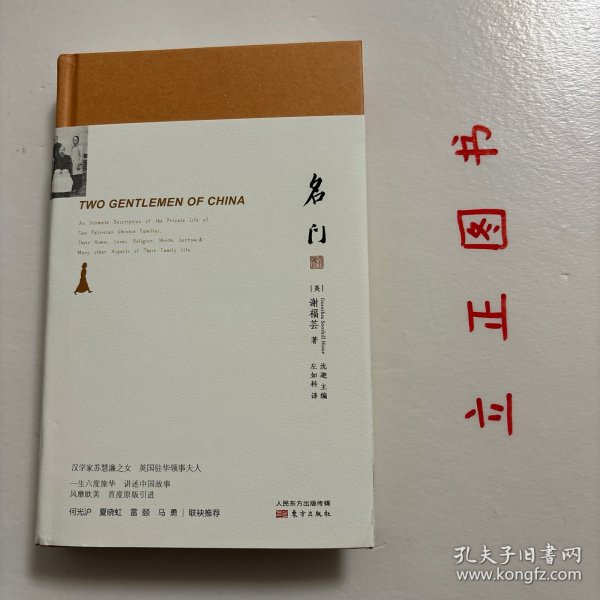 TWO GENTLEMEN OF CHINA
An Intimate Description of the Private Life of
Two Patrician Chinese Families,
Their Homes, Loves, Religion, Mirth, Sorrow,&
Many other Aspects of Their Family Life.
名门
[英]
谢福芸 著
Dorothea Soothill Hosie
沈迦 主编
左如科 译
汉学家苏慧廉之女 英国驻华领事夫人
一生六度旅华 讲述中国故事
风靡欧美 首度原版引进
何光沪 夏晓虹 雷颐 马勇|联袂推荐
人民东方出版传媒
东方出版社
立正图书
孔夫子旧书网
www.kongfz.com